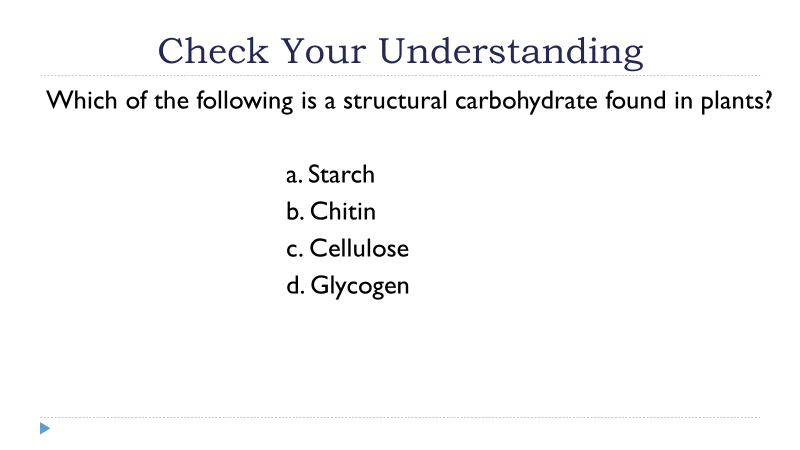 Check Your Understanding
Which of the following is a structural carbohydrate found in plants?
a. Starch
b. Chitin
c. Cellulose
d. Glycogen